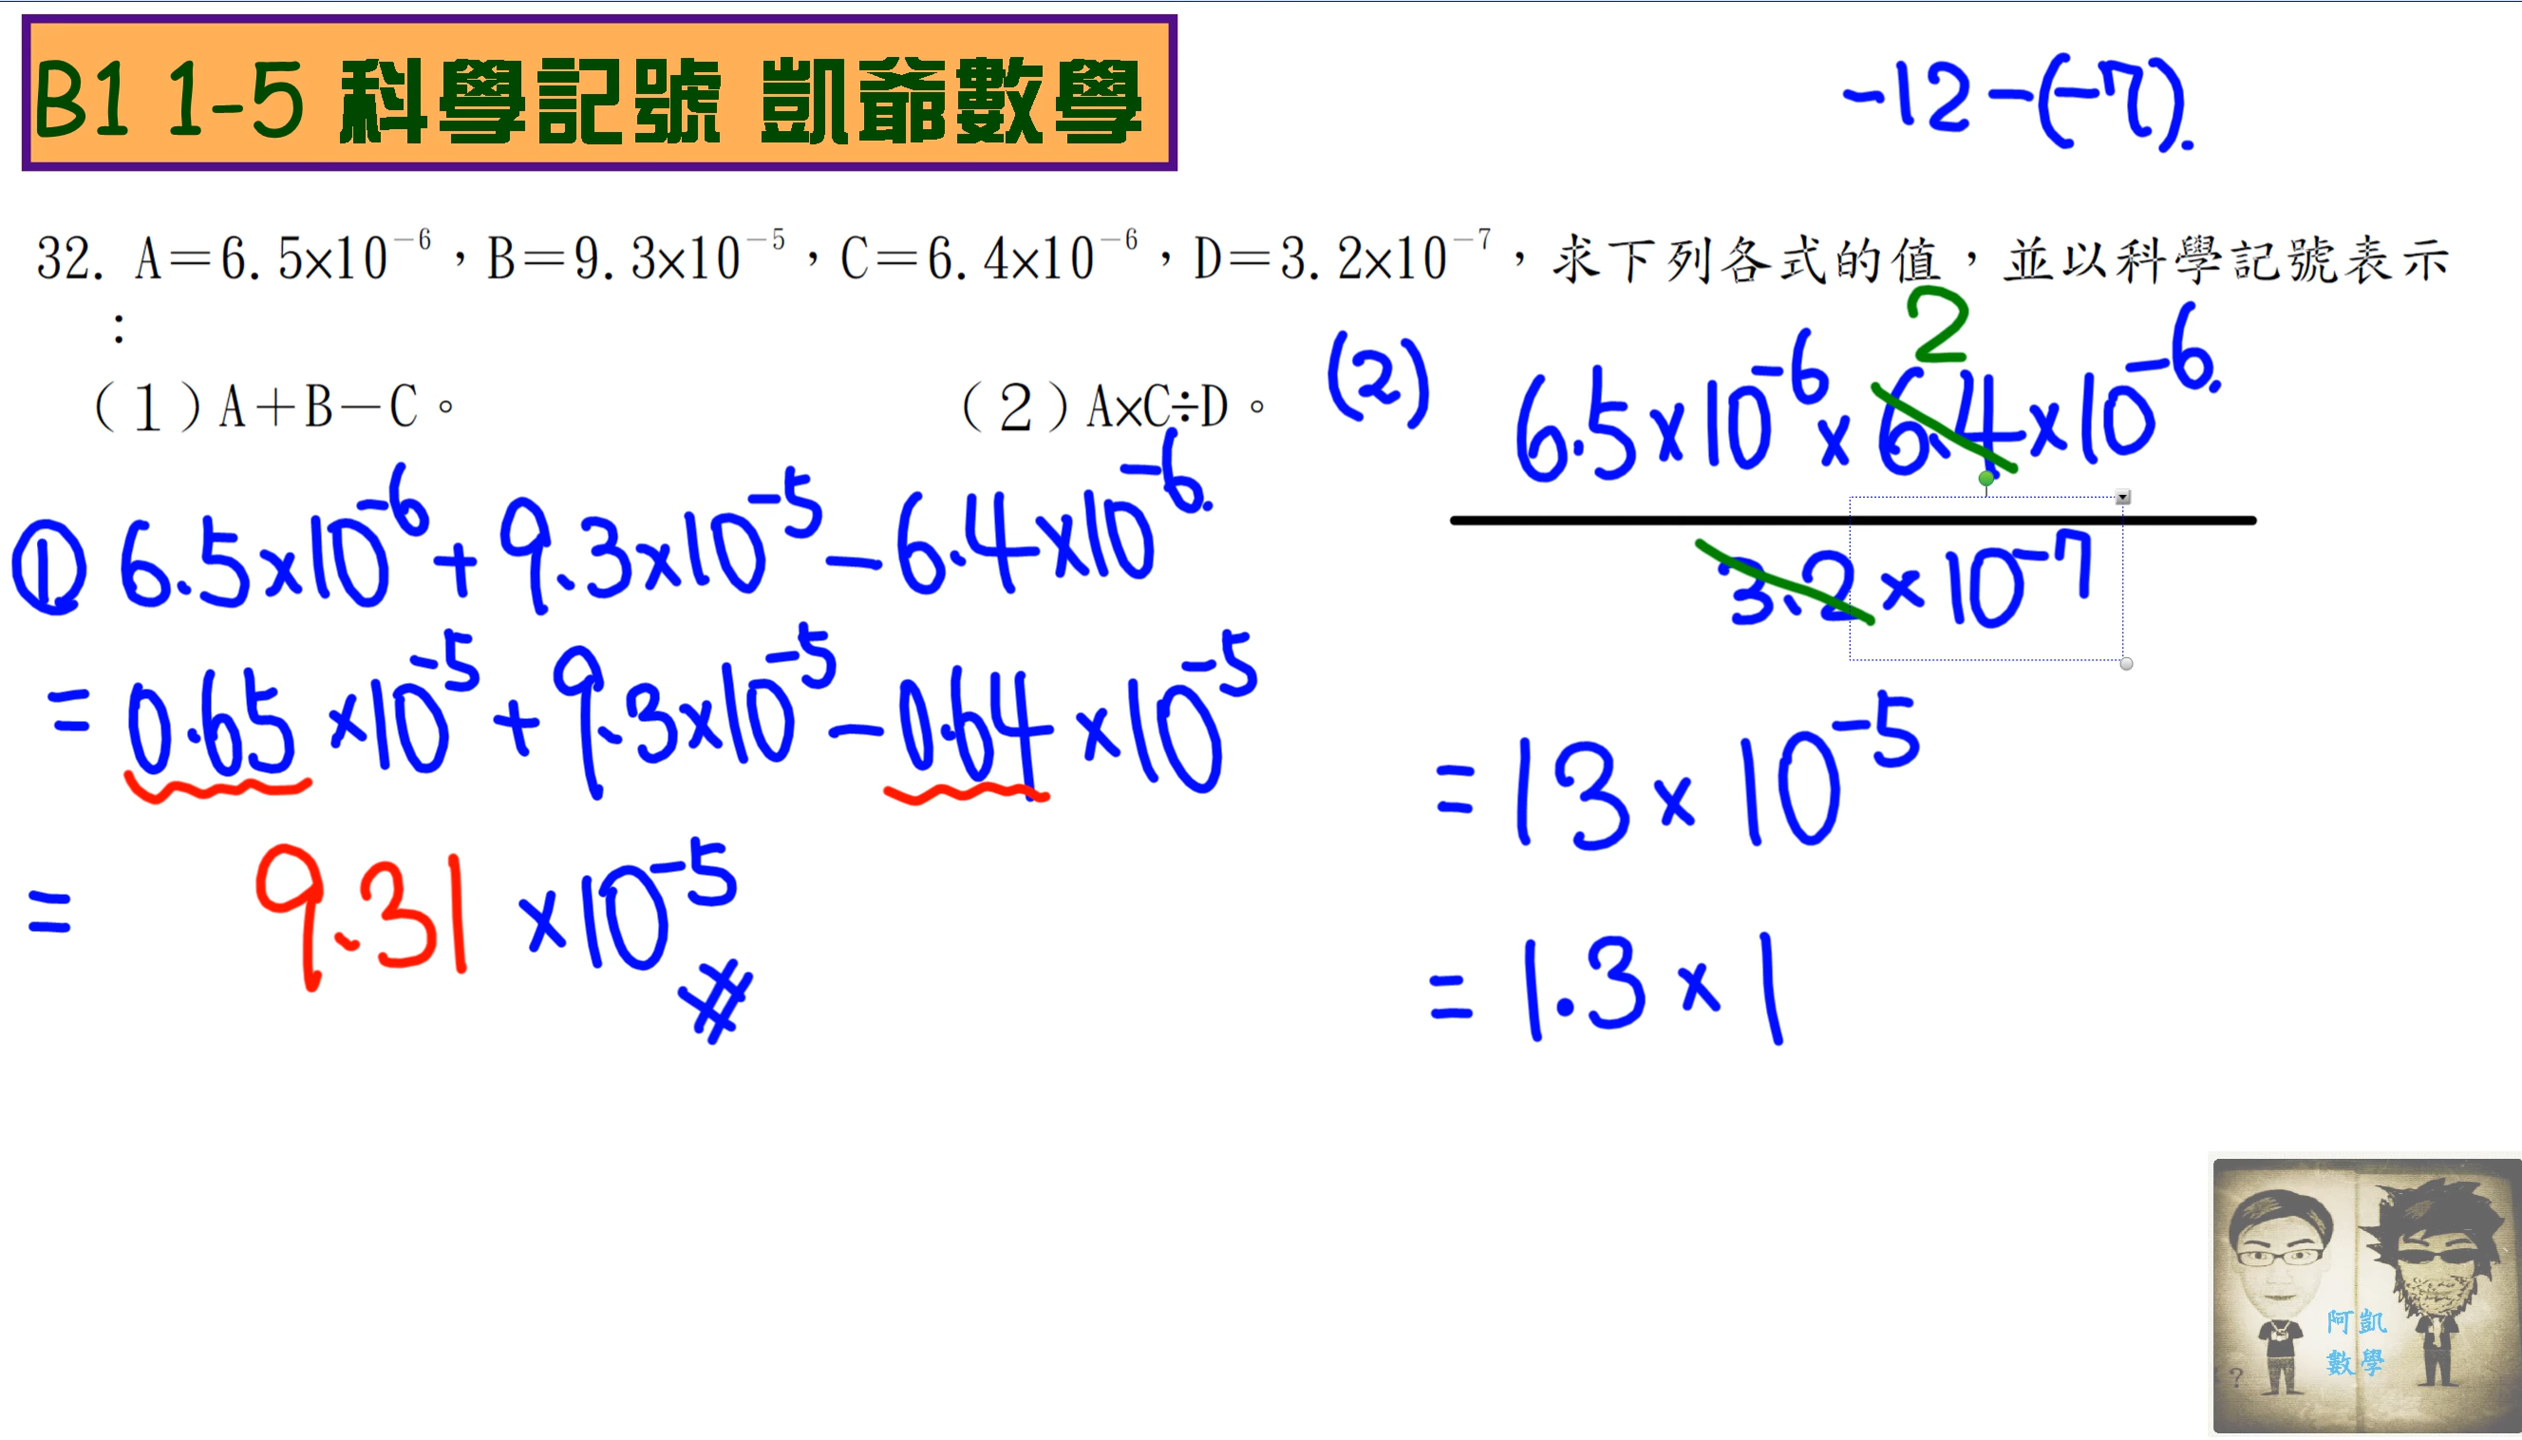 B1 1-5 科學記號 凱爺數學
-12-(-7).
32. A＝6.5×10⁻⁶，B＝9.3×10⁻⁵，C＝6.4×10⁻⁶，D＝3.2×10⁻⁷，求下列各式的值，並以科學記號表示
：
（1）A＋B－C。 （2）A×C÷D。
① 6.5×10⁻⁶+9.3×10⁻⁵-6.4×10⁻⁶.
=0.65×10⁻⁵+9.3×10⁻⁵-0.64×10⁻⁵
= 9.31×10⁻⁵
#
(2)
2
6.5×10⁻⁶×6.4×10⁻⁶.
3.2×10⁻⁷
=13×10⁻⁵
=1.3×1
阿凱
數學
?